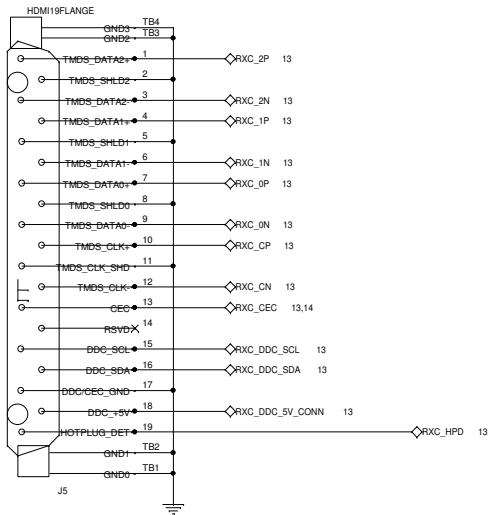 HDMI19FLANGE
GND3 TB4
GND2 TB3
TMDS_DATA2+ 1 RXC_2P 13
TMDS_SHLD2 2
TMDS_DATA2- 3 RXC_2N 13
TMDS_DATA1+ 4 RXC_1P 13
TMDS_SHLD1 5
TMDS_DATA1- 6 RXC_1N 13
TMDS_DATA0+ 7 RXC_0P 13
TMDS_SHLD0 8
TMDS_DATA0- 9 RXC_0N 13
TMDS_CLK+ 10 RXC_CP 13
TMDS_CLK_SHD 11
TMDS_CLK- 12 RXC_CN 13
CEC 13 RXC_CEC 13,14
RSVD 14
DDC_SCL 15 RXC_DDC_SCL 13
DDC_SDA 16 RXC_DDC_SDA 13
DDC/CEC_GND 17
DDC_+5V 18 RXC_DDC_5V_CONN 13
HOTPLUG_DET 19 RXC_HPD 13
GND1 TB2
GND0 TB1
J5